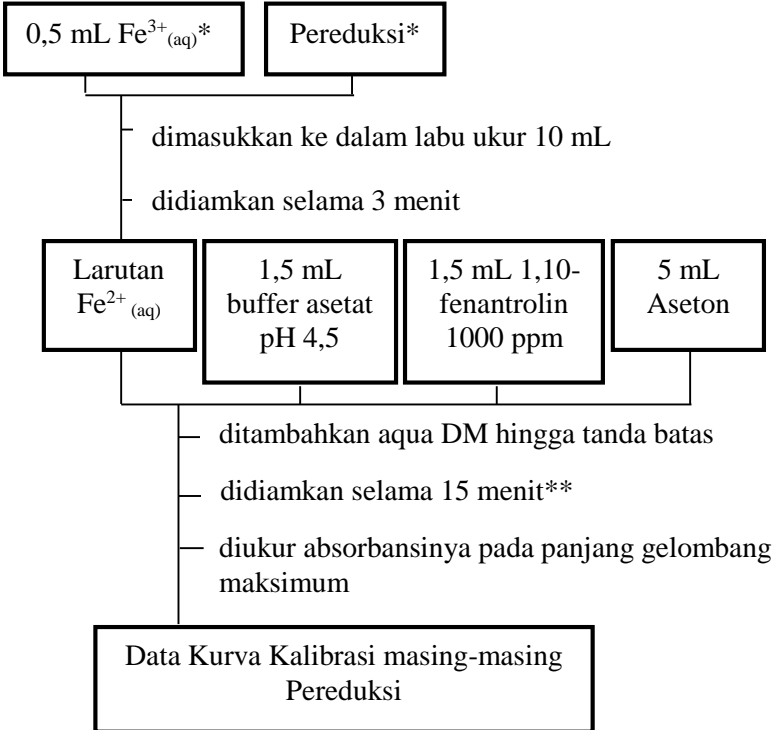 0,5 mL Fe³⁺₍aq₎*
Pereduksi*
dimasukkan ke dalam labu ukur 10 mL
didiamkan selama 3 menit
Larutan
Fe²⁺ ₍aq₎
1,5 mL
buffer asetat
pH 4,5
1,5 mL 1,10-
fenantrolin
1000 ppm
5 mL
Aseton
ditambahkan aqua DM hingga tanda batas
didiamkan selama 15 menit**
diukur absorbansinya pada panjang gelombang
maksimum
Data Kurva Kalibrasi masing-masing
Pereduksi